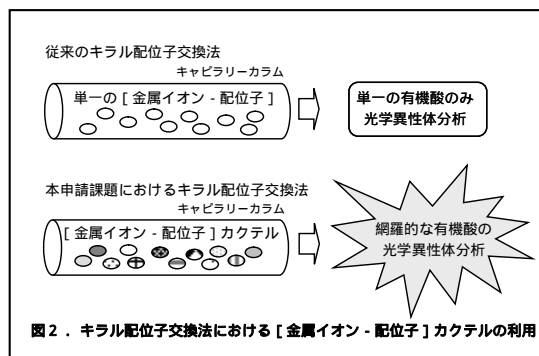 従来のキラル配位子交換法
キャピラリーカラム
単一の [ 金属イオン - 配位子 ]
単一の有機酸のみ
光学異性体分析
本申請課題におけるキラル配位子交換法
キャピラリーカラム
[ 金属イオン - 配位子 ] カクテル
網羅的な有機酸の
光学異性体分析
図２．キラル配位子交換法における [ 金属イオン - 配位子 ] カクテルの利用